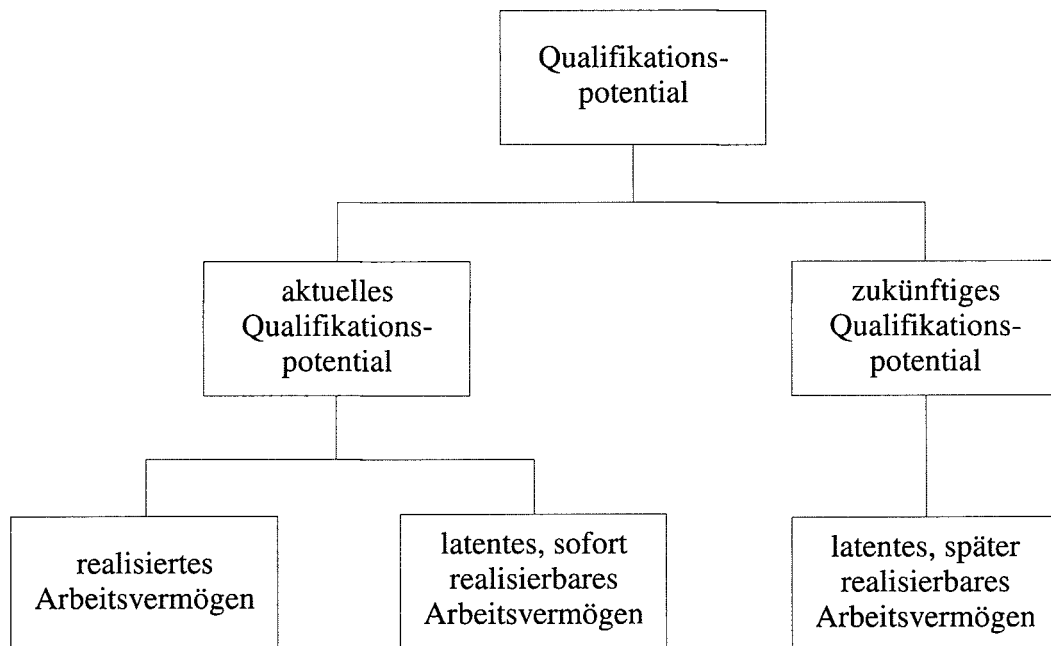 Qualifikations-
potential
aktuelles
Qualifikations-
potential
zukünftiges
Qualifikations-
potential
realisiertes
Arbeitsvermögen
latentes, sofort
realisierbares
Arbeitsvermögen
latentes, später
realisierbares
Arbeitsvermögen